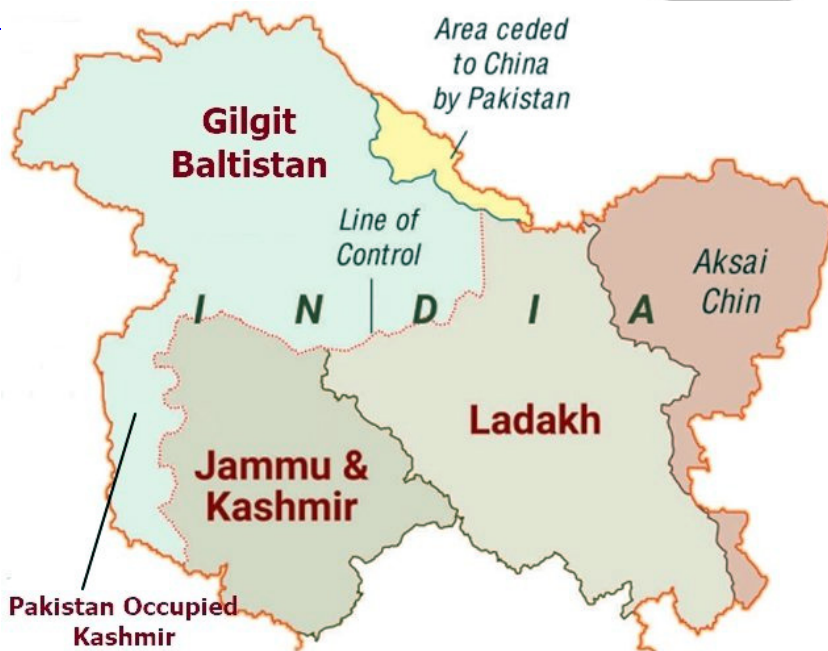 Area ceded
to China
by Pakistan
Gilgit
Baltistan
Line of
Control
Aksai
Chin
I N D I A
Ladakh
Jammu &
Kashmir
Pakistan Occupied
Kashmir